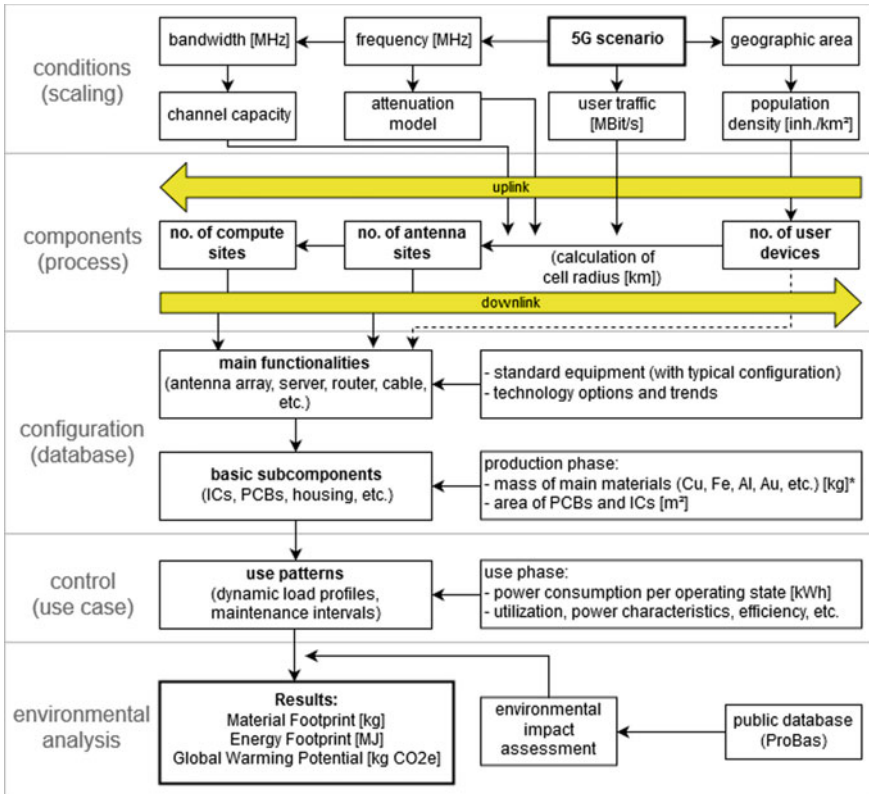 conditions
(scaling)
bandwidth [MHz]
frequency [MHz]
5G scenario
geographic area
channel capacity
attenuation
model
user traffic
[MBit/s]
population
density [inh./km²]
uplink
components
(process)
no. of compute
sites
no. of antenna
sites
(calculation of
cell radius [km])
no. of user
devices
downlink
configuration
(database)
main functionalities
(antenna array, server, router, cable,
etc.)
- standard equipment (with typical configuration)
- technology options and trends
basic subcomponents
(ICs, PCBs, housing, etc.)
production phase:
- mass of main materials (Cu, Fe, Al, Au, etc.) [kg]*
- area of PCBs and ICs [m²]
control
(use case)
use patterns
(dynamic load profiles,
maintenance intervals)
use phase:
- power consumption per operating state [kWh]
- utilization, power characteristics, efficiency, etc.
environmental
analysis
Results:
Material Footprint [kg]
Energy Footprint [MJ]
Global Warming Potential [kg CO2e]
environmental
impact
assessment
public database
(ProBas)